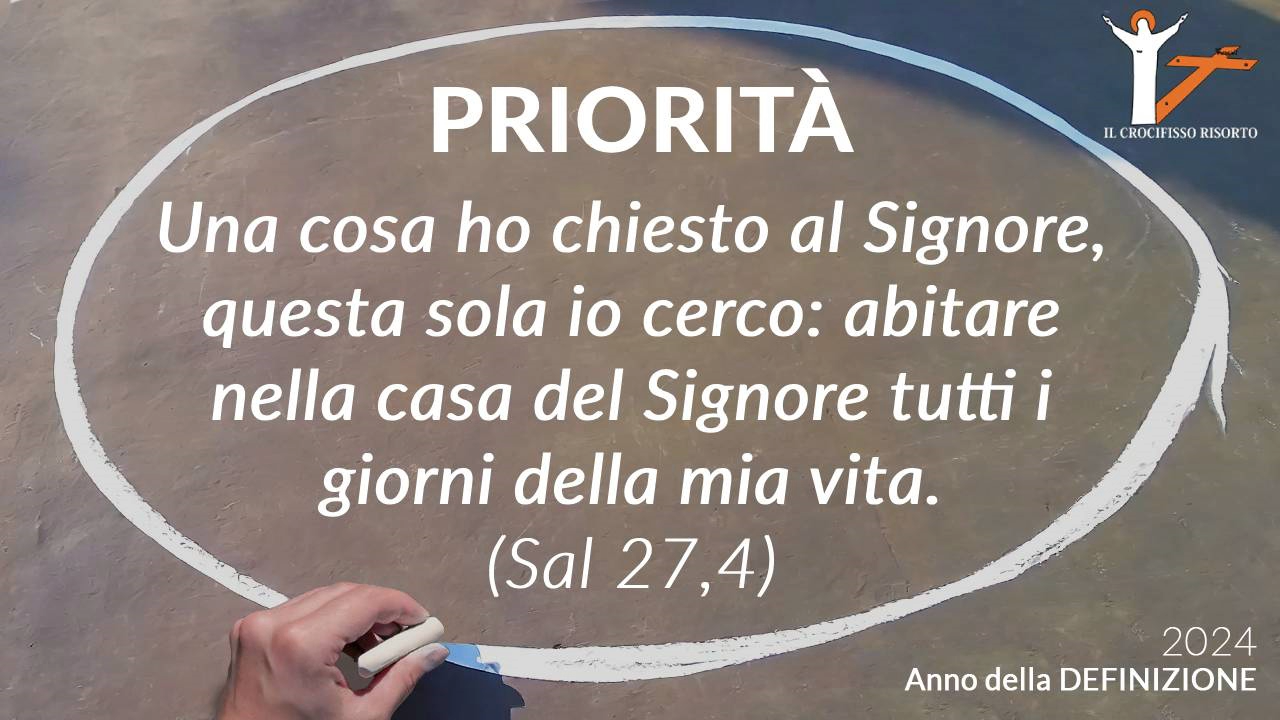 PRIORITÀ
Una cosa ho chiesto al Signore,
questa sola io cerco: abitare
nella casa del Signore tutti i
giorni della mia vita.
(Sal 27,4)
IL CROCIFISSO RISORTO
2024
Anno della DEFINIZIONE